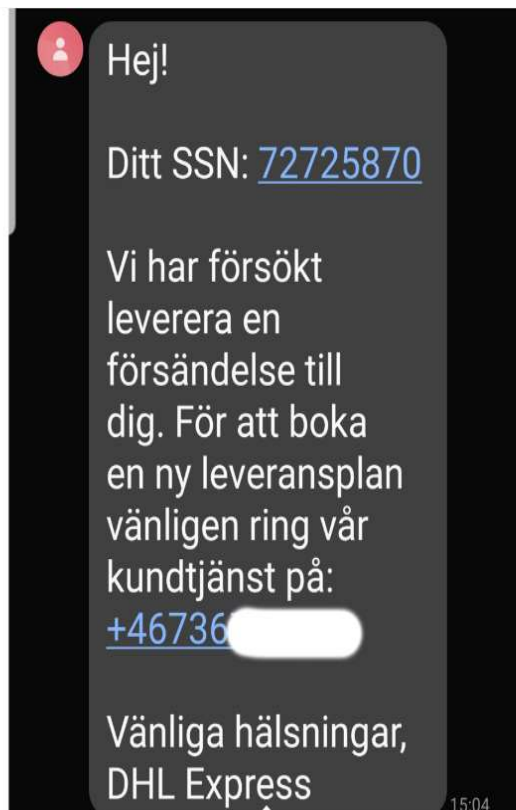 Hej!
Ditt SSN: 72725870
Vi har försökt
leverera en
försändelse till
dig. För att boka
en ny leveransplan
vänligen ring vår
kundtjänst på:
+46736
Vänliga hälsningar,
DHL Express
15:04